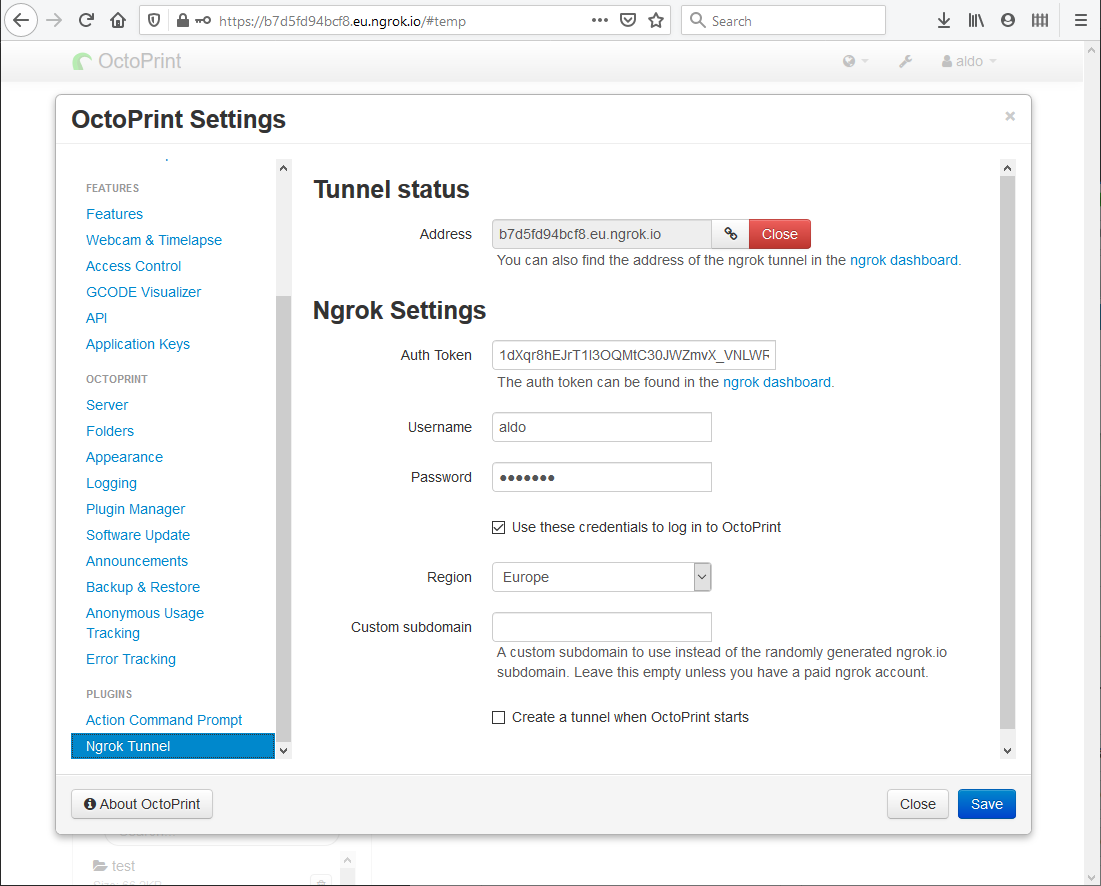 https://b7d5fd94bcf8.eu.ngrok.io/#temp
Search
OctoPrint
aldo
OctoPrint Settings
×
FEATURES
Features
Webcam & Timelapse
Access Control
GCODE Visualizer
API
Application Keys
OCTOPRINT
Server
Folders
Appearance
Logging
Plugin Manager
Software Update
Announcements
Backup & Restore
Anonymous Usage
Tracking
Error Tracking
PLUGINS
Action Command Prompt
Ngrok Tunnel
Tunnel status
Address b7d5fd94bcf8.eu.ngrok.io Close
You can also find the address of the ngrok tunnel in the ngrok dashboard.
Ngrok Settings
Auth Token 1dXqr8hEJrT1I3OQMtC30JWZmvX_VNLWR
The auth token can be found in the ngrok dashboard.
Username aldo
Password •••••••
Use these credentials to log in to OctoPrint
Region Europe
Custom subdomain
A custom subdomain to use instead of the randomly generated ngrok.io
subdomain. Leave this empty unless you have a paid ngrok account.
Create a tunnel when OctoPrint starts
About OctoPrint
Close
Save
test